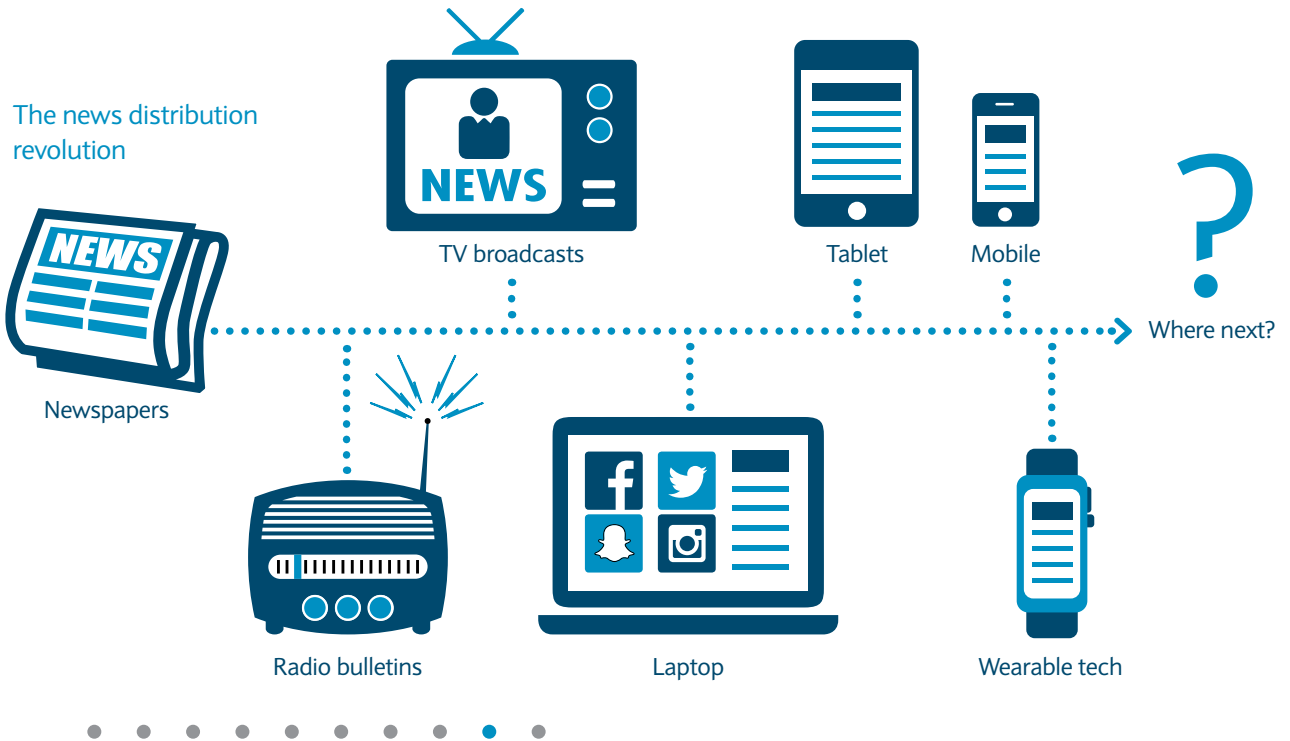 The news distribution
revolution
NEWS
Newspapers
NEWS
TV broadcasts
Tablet
Mobile
Where next?
Radio bulletins
Laptop
Wearable tech